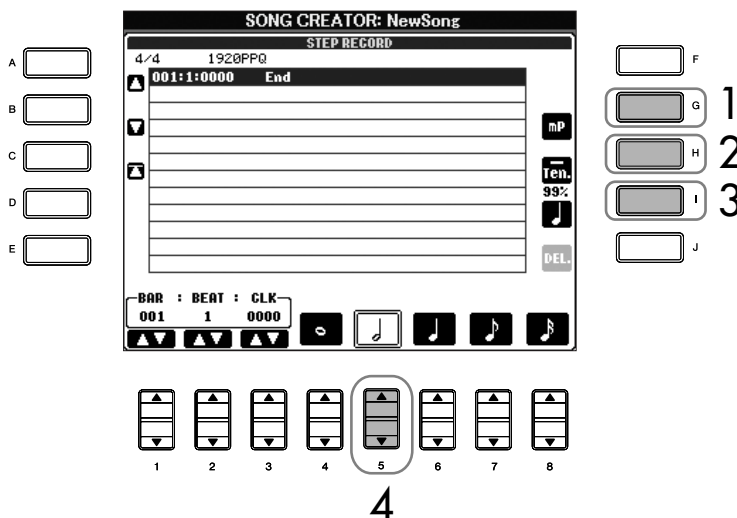 SONG CREATOR: NewSong
STEP RECORD
4/4 1920PPQ
001:1:0000 End
A
B
C
D
E
F
G
H
I
J
1
2
3
mP
Ten.
99%
DEL.
BAR : BEAT : CLK
001 1 0000
1 2 3 4 5 6 7 8
4